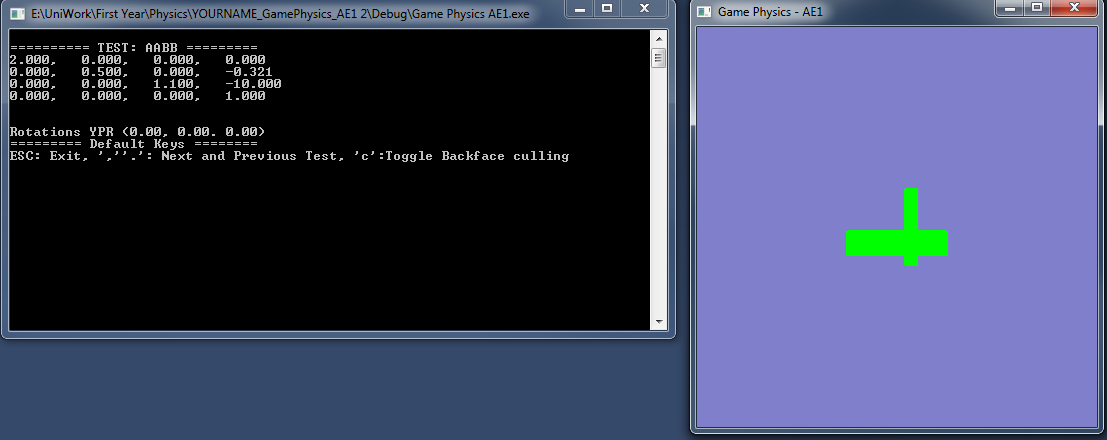 E:\UniWork\First Year\Physics\YOURNAME_GamePhysics_AE1 2\Debug\Game Physics AE1.exe
========== TEST: AABB =========
2.000,   0.000,   0.000,   0.000
0.000,   0.500,   0.000,   -0.321
0.000,   0.000,   1.100,   -10.000
0.000,   0.000,   0.000,   1.000
Rotations YPR (0.00, 0.00. 0.00)
========= Default Keys ========
ESC: Exit, ',''.': Next and Previous Test, 'c':Toggle Backface culling
Game Physics - AE1